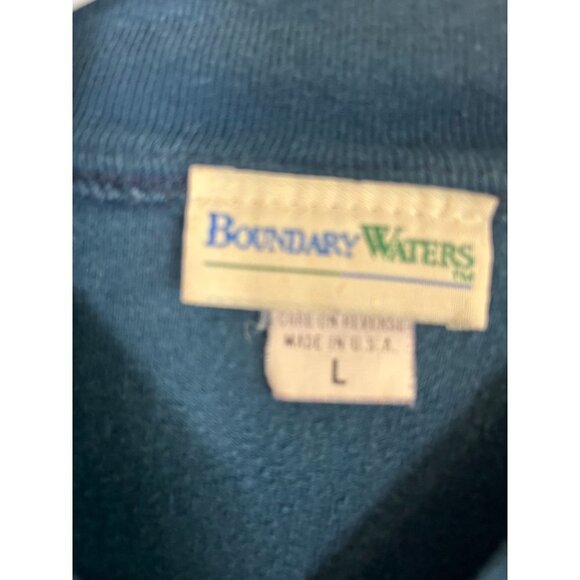 BOUNDARY WATERS
TM
CARE ON REVERSE
MADE IN U.S.A.
L